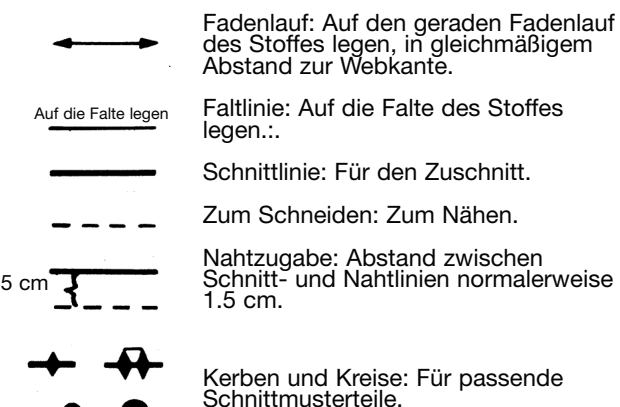 Fadenlauf: Auf den geraden Fadenlauf
des Stoffes legen, in gleichmäßigem
Abstand zur Webkante.
Auf die Falte legen
Faltlinie: Auf die Falte des Stoffes
legen.:.
Schnittlinie: Für den Zuschnitt.
Zum Schneiden: Zum Nähen.
5 cm
Nahtzugabe: Abstand zwischen
Schnitt- und Nahtlinien normalerweise
1.5 cm.
Kerben und Kreise: Für passende
Schnittmusterteile.